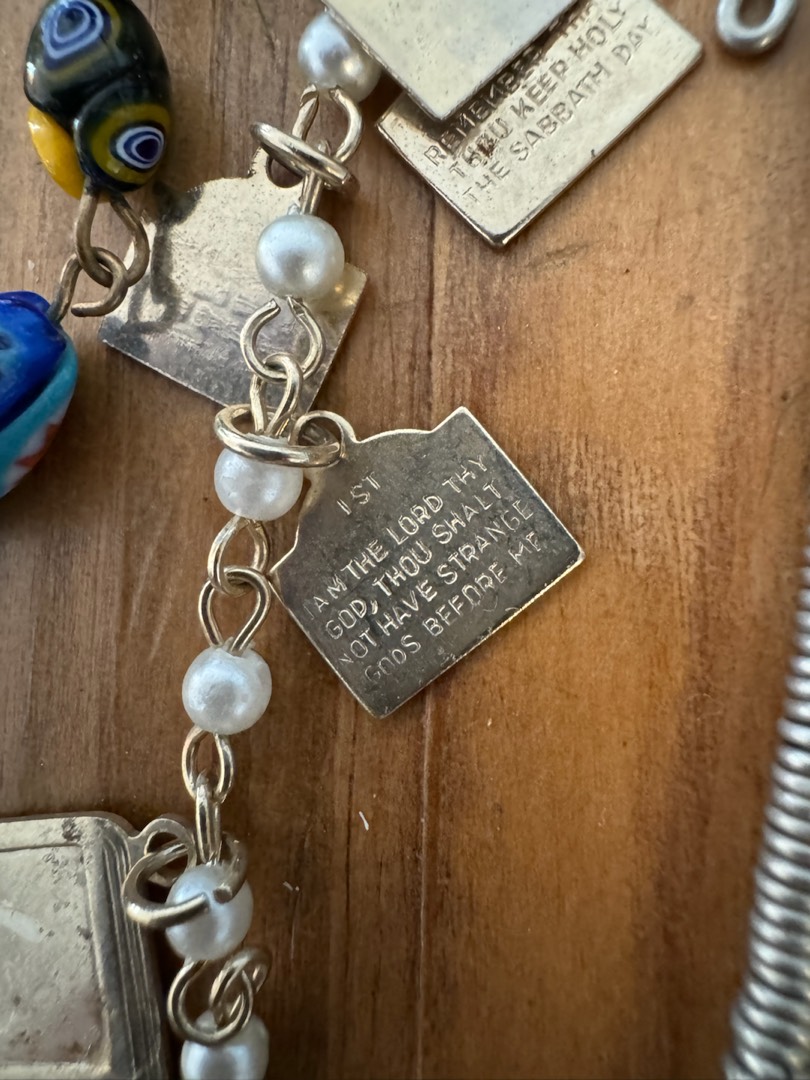 REMEMBER
THOU KEEP HOLY
THE SABBATH DAY
1ST
I AM THE LORD THY
GOD, THOU SHALT
NOT HAVE STRANGE
GODS BEFORE ME